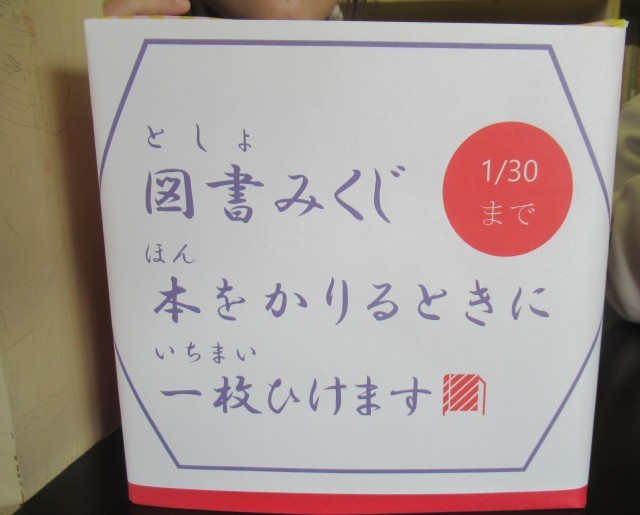 としょ
図書みくじ
1/30
まで
ほん
本をかりるときに
いちまい
一枚ひけます